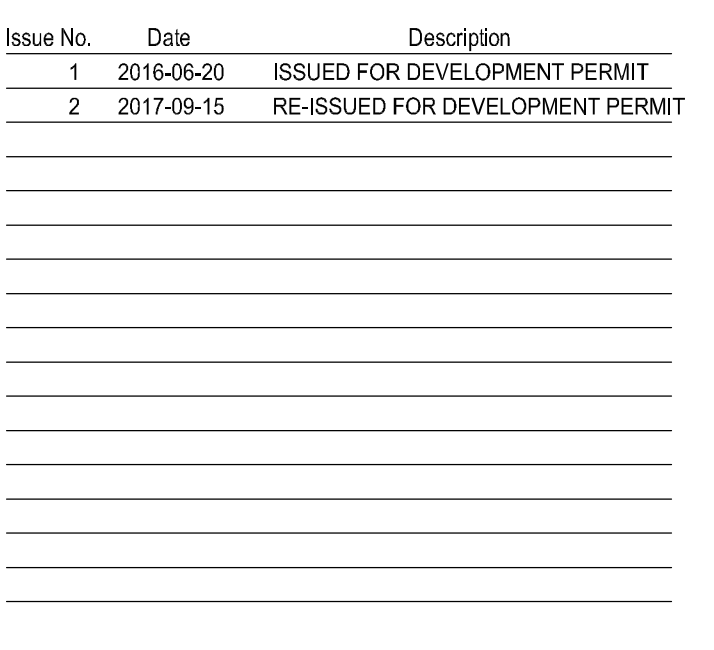 Issue No. Date Description
1 2016-06-20 ISSUED FOR DEVELOPMENT PERMIT
2 2017-09-15 RE-ISSUED FOR DEVELOPMENT PERMIT